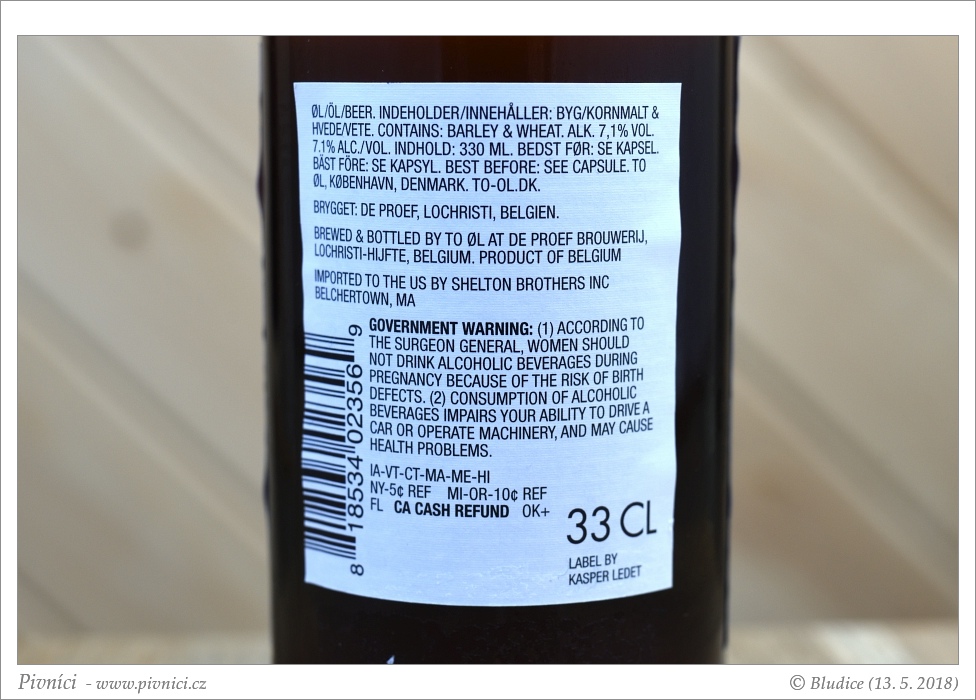 ØL/ÖL/BEER. INDEHOLDER/INNEHÅLLER: BYG/KORNMALT &
HVEDE/VETE. CONTAINS: BARLEY & WHEAT. ALK. 7,1% VOL.
7.1% ALC./VOL. INDHOLD: 330 ML. BEDST FØR: SE KAPSEL.
BÄST FÖRE: SE KAPSYL. BEST BEFORE: SEE CAPSULE. TO
ØL, KØBENHAVN, DENMARK. TO-OL.DK.
BRYGGET: DE PROEF, LOCHRISTI, BELGIEN.
BREWED & BOTTLED BY TO ØL AT DE PROEF BROUWERIJ,
LOCHRISTI-HIJFTE, BELGIUM. PRODUCT OF BELGIUM
IMPORTED TO THE US BY SHELTON BROTHERS INC
BELCHERTOWN, MA
GOVERNMENT WARNING: (1) ACCORDING TO
THE SURGEON GENERAL, WOMEN SHOULD
NOT DRINK ALCOHOLIC BEVERAGES DURING
PREGNANCY BECAUSE OF THE RISK OF BIRTH
DEFECTS. (2) CONSUMPTION OF ALCOHOLIC
BEVERAGES IMPAIRS YOUR ABILITY TO DRIVE A
CAR OR OPERATE MACHINERY, AND MAY CAUSE
HEALTH PROBLEMS.
IA-VT-CT-MA-ME-HI
NY-5¢ REF MI-OR-10¢ REF
FL CA CASH REFUND OK+
8 18534 02356 9
33 CL
LABEL BY
KASPER LEDET
Pivníci - www.pivnici.cz
© Bludice (13. 5. 2018)